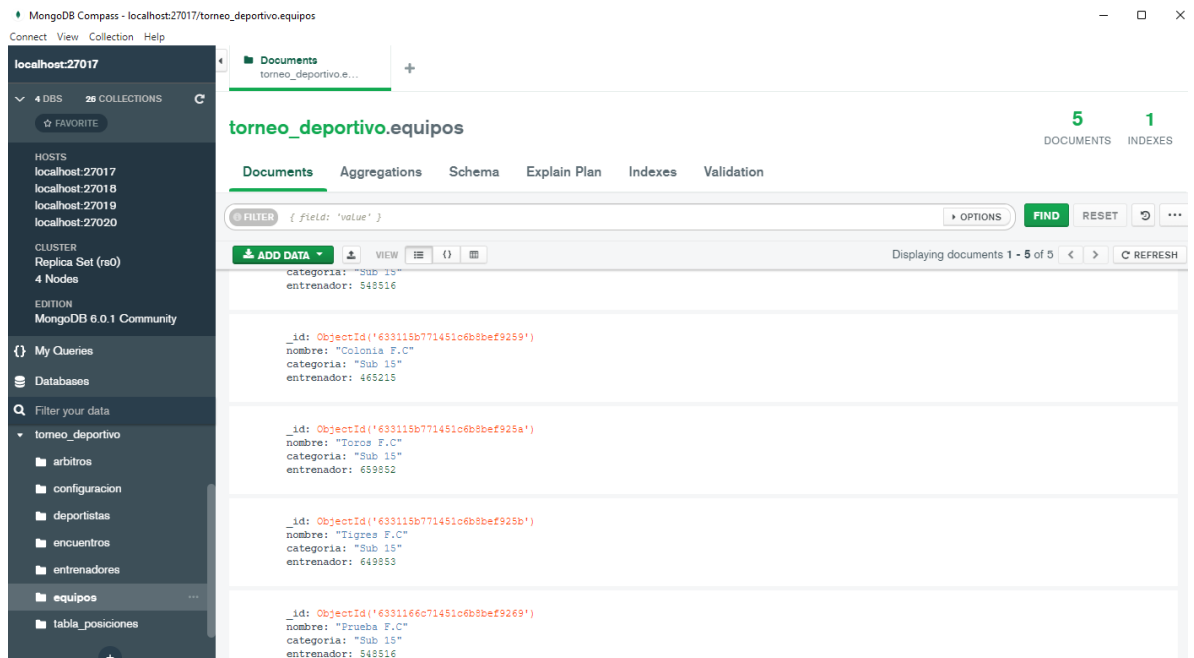 MongoDB Compass - localhost:27017/torneo_deportivo.equipos
Connect View Collection Help
localhost:27017
4 DBS 26 COLLECTIONS
FAVORITE
HOSTS
localhost:27017
localhost:27018
localhost:27019
localhost:27020
CLUSTER
Replica Set (rs0)
4 Nodes
EDITION
MongoDB 6.0.1 Community
{} My Queries
Databases
Filter your data
torneo_deportivo
arbitros
configuracion
deportistas
encuentros
entrenadores
equipos
tabla_posiciones
Documents
torneo_deportivo.e...
torneo_deportivo.equipos
5
DOCUMENTS
1
INDEXES
Documents Aggregations Schema Explain Plan Indexes Validation
FILTER { field: 'value' } OPTIONS FIND RESET
ADD DATA VIEW {} Displaying documents 1 - 5 of 5 < > REFRESH
categoria: "Sub 15"
entrenador: 548516
_id: ObjectId('633115b771451c6b8bef9259')
nombre: "Colonia F.C"
categoria: "Sub 15"
entrenador: 465215
_id: ObjectId('633115b771451c6b8bef925a')
nombre: "Toros F.C"
categoria: "Sub 15"
entrenador: 659852
_id: ObjectId('633115b771451c6b8bef925b')
nombre: "Tigres F.C"
categoria: "Sub 15"
entrenador: 649853
_id: ObjectId('6331166c71451c6b8bef9269')
nombre: "Prueba F.C"
categoria: "Sub 15"
entrenador: 548516